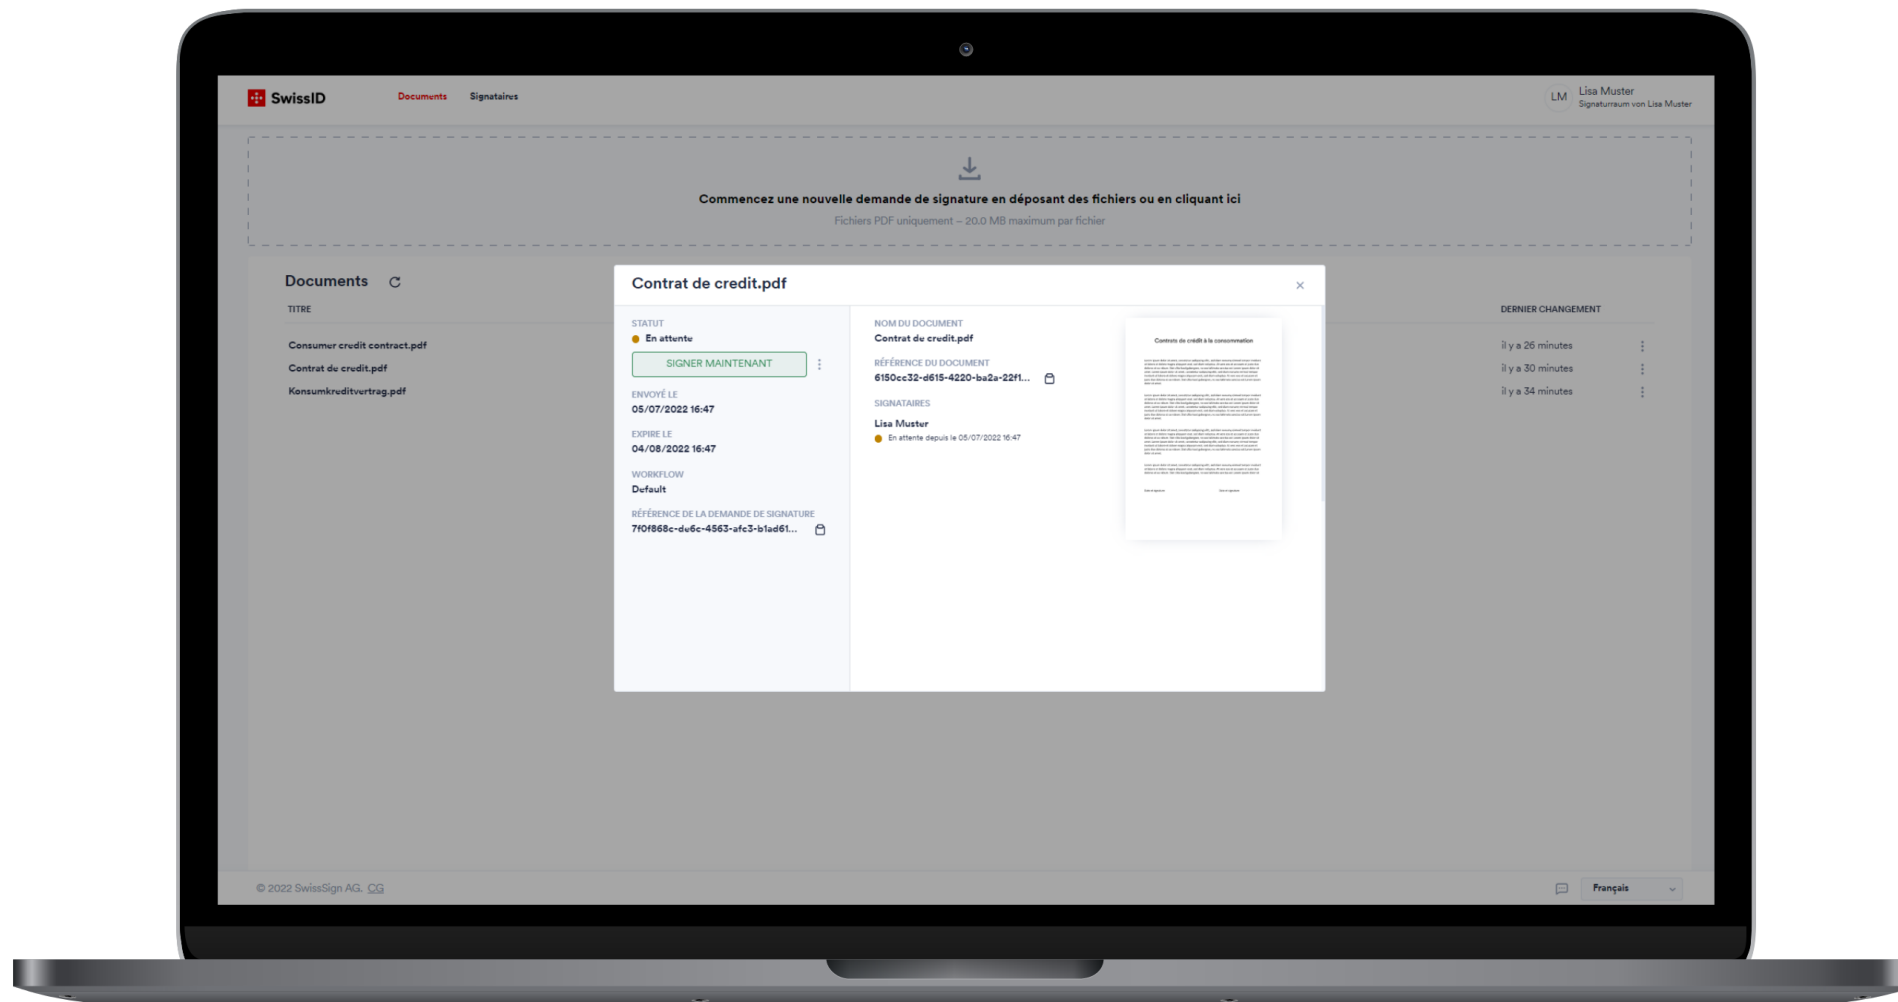 SwissID
Documents
Signataires
LM
Lisa Muster
Signaturraum von Lisa Muster
Commencez une nouvelle demande de signature en déposant des fichiers ou en cliquant ici
Fichiers PDF uniquement – 20.0 MB maximum par fichier
Documents
TITRE
DERNIER CHANGEMENT
Consumer credit contract.pdf
il y a 26 minutes
Contrat de credit.pdf
il y a 30 minutes
Konsumkreditvertrag.pdf
il y a 34 minutes
Contrat de credit.pdf
×
STATUT
En attente
SIGNER MAINTENANT
ENVOYÉ LE
05/07/2022 16:47
EXPIRE LE
04/08/2022 16:47
WORKFLOW
Default
RÉFÉRENCE DE LA DEMANDE DE SIGNATURE
7f0f868c-de6c-4563-afc3-b1ad61...
NOM DU DOCUMENT
Contrat de credit.pdf
RÉFÉRENCE DU DOCUMENT
6150cc32-d615-4220-ba2a-22f1...
SIGNATAIRES
Lisa Muster
En attente depuis le 05/07/2022 16:47
Contrats de crédit à la consommation
© 2022 SwissSign AG. CG
Français